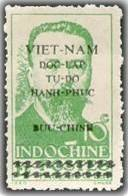 VIET-NAM
DOC-LAP
TU-DO
HANH-PHUC
BUU-CHINH
INDOCHINE